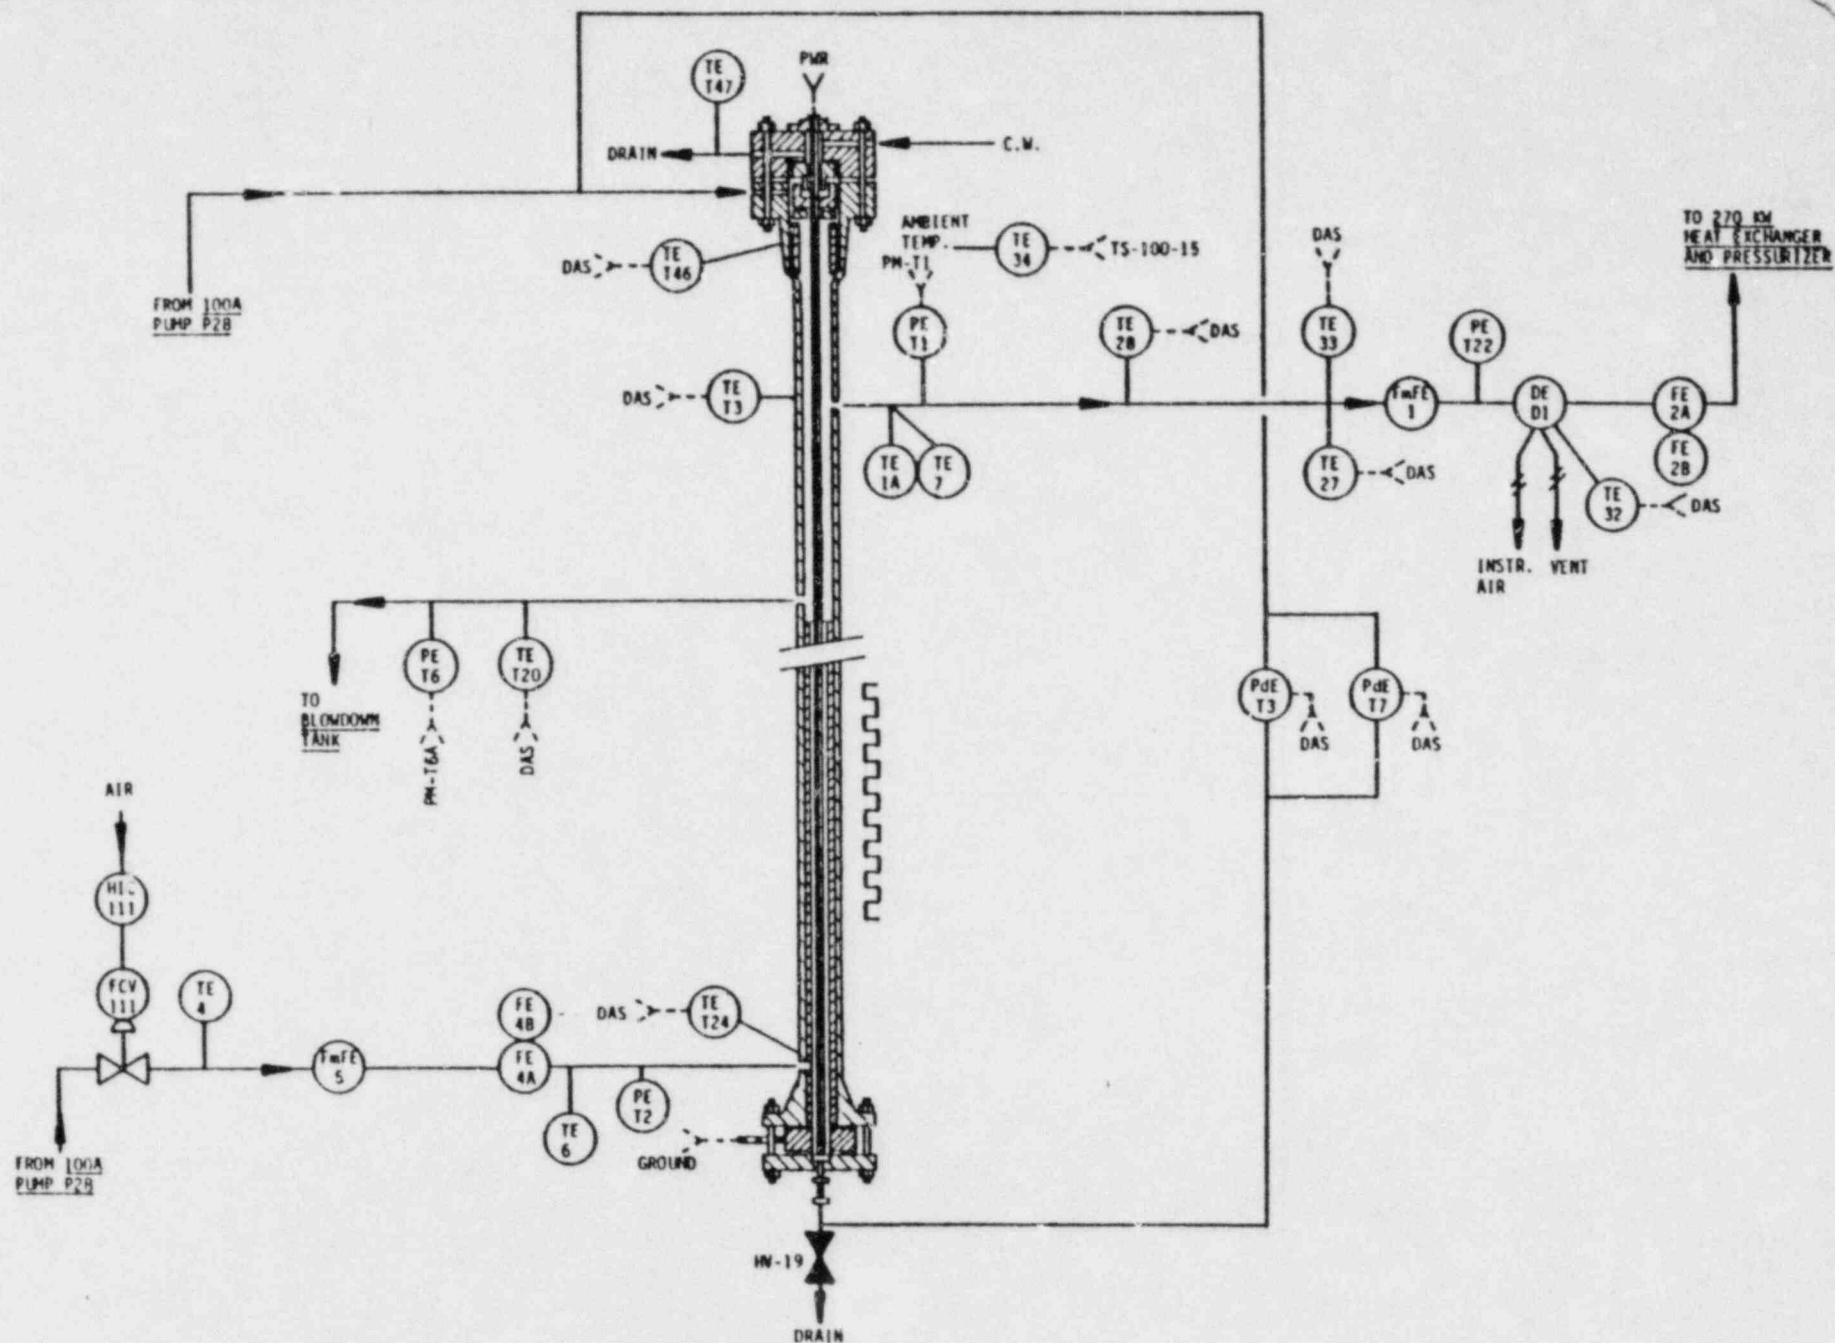 TE
T47
PWR
DRAIN
C.W.
FROM 100A
PUMP P2B
DAS
TE
T46
AMBIENT
TEMP.
PM-T1
TE
34
TS-100-15
DAS
TO 270 KW
HEAT EXCHANGER
AND PRESSURIZER
PE
T1
TE
28
DAS
TE
33
PE
T22
DAS
TE
T3
TmFE
1
DE
D1
FE
2A
FE
2B
TE
1A
TE
7
TE
27
DAS
TE
32
DAS
INSTR.
AIR
VENT
PE
T6
TE
T20
TO
BLOWDOWN
TANK
PM-T6A
DAS
PdE
T3
PdE
T7
DAS
DAS
AIR
HIC
111
FCV
111
TE
4
FE
4B
DAS
TE
T24
TmFE
5
FE
4A
PE
T2
TE
6
GROUND
FROM 100A
PUMP P2B
HV-19
DRAIN